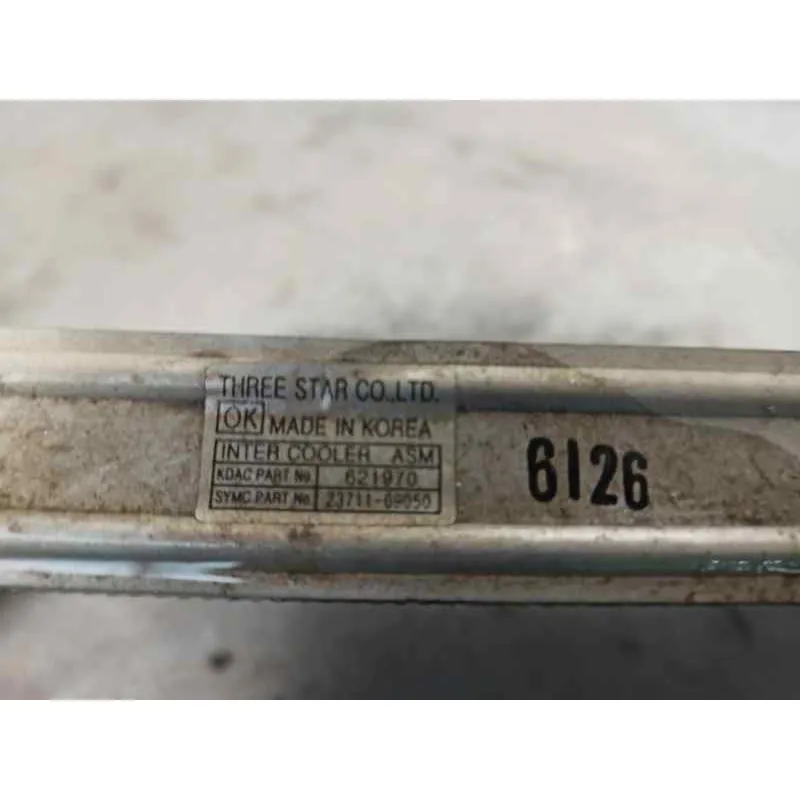 THREE STAR CO.,LTD.
OK MADE IN KOREA
INTER COOLER ASM
KDAC PART No 621970
SYMC PART No 23711-09050
6126